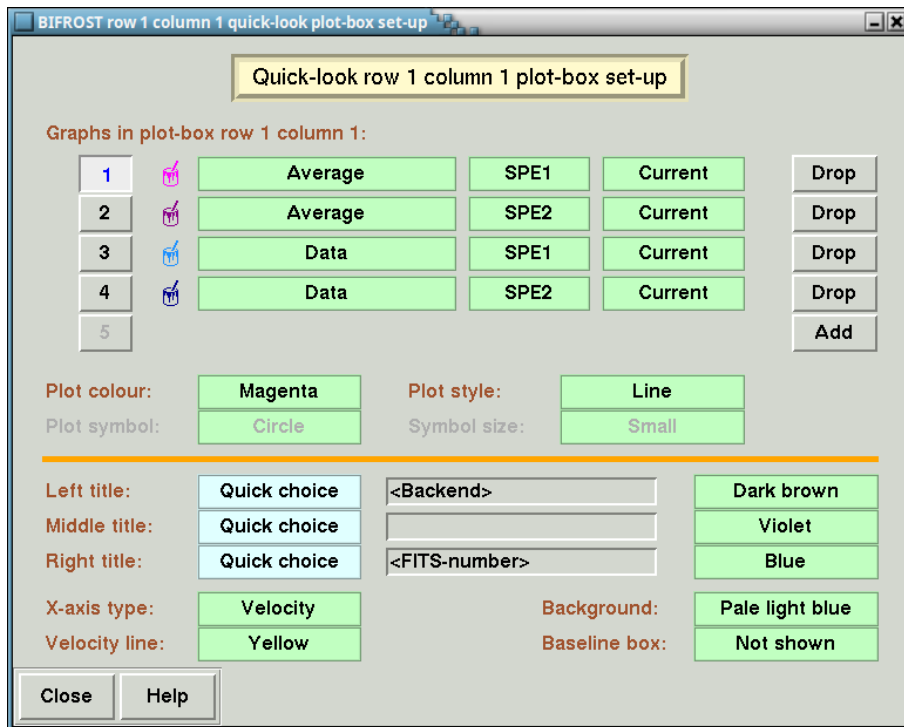 BIFROST row 1 column 1 quick-look plot-box set-up
Quick-look row 1 column 1 plot-box set-up
Graphs in plot-box row 1 column 1:
1 Average SPE1 Current Drop
2 Average SPE2 Current Drop
3 Data SPE1 Current Drop
4 Data SPE2 Current Drop
5 Add
Plot colour: Magenta Plot style: Line
Plot symbol: Circle Symbol size: Small
Left title: Quick choice <Backend> Dark brown
Middle title: Quick choice Violet
Right title: Quick choice <FITS-number> Blue
X-axis type: Velocity Background: Pale light blue
Velocity line: Yellow Baseline box: Not shown
Close Help